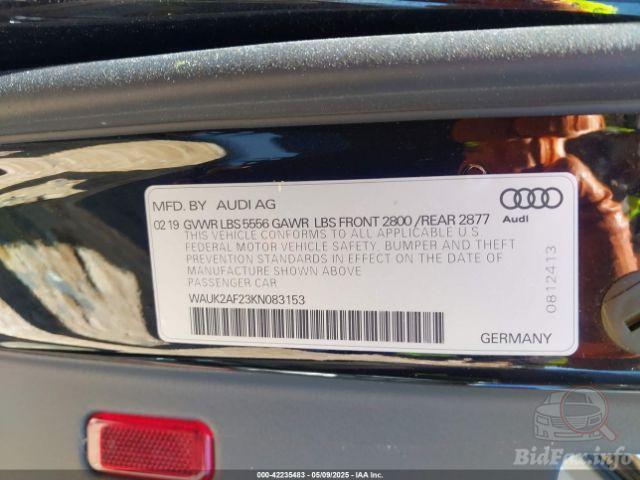 MFD. BY AUDI AG
02 19 GVWR LBS 5556 GAWR LBS FRONT 2800 /REAR 2877
THIS VEHICLE CONFORMS TO ALL APPLICABLE U.S.
FEDERAL MOTOR VEHICLE SAFETY, BUMPER AND THEFT
PREVENTION STANDARDS IN EFFECT ON THE DATE OF
MANUFACTURE SHOWN ABOVE
PASSENGER CAR
WAUK2AF23KN083153
Audi
0812413
GERMANY
BidFax.info
000-42235483 - 05/09/2025 - IAA Inc.